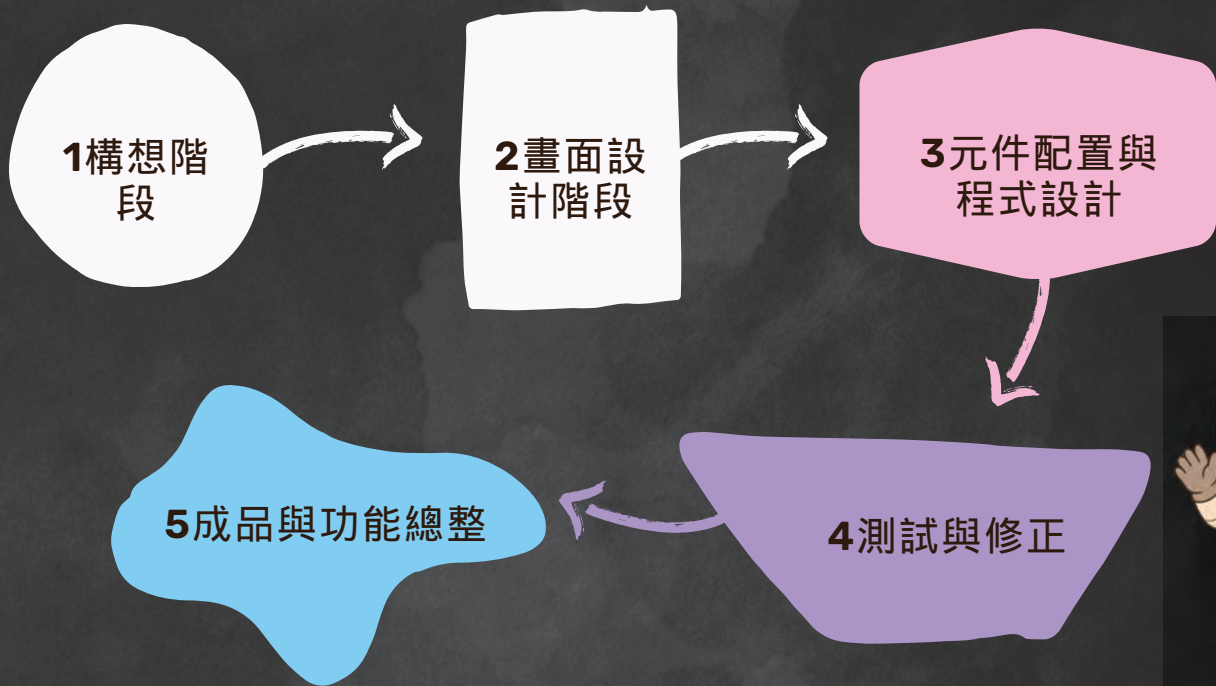 1構想階
段
2畫面設
計階段
3元件配置與
程式設計
4測試與修正
5成品與功能總整